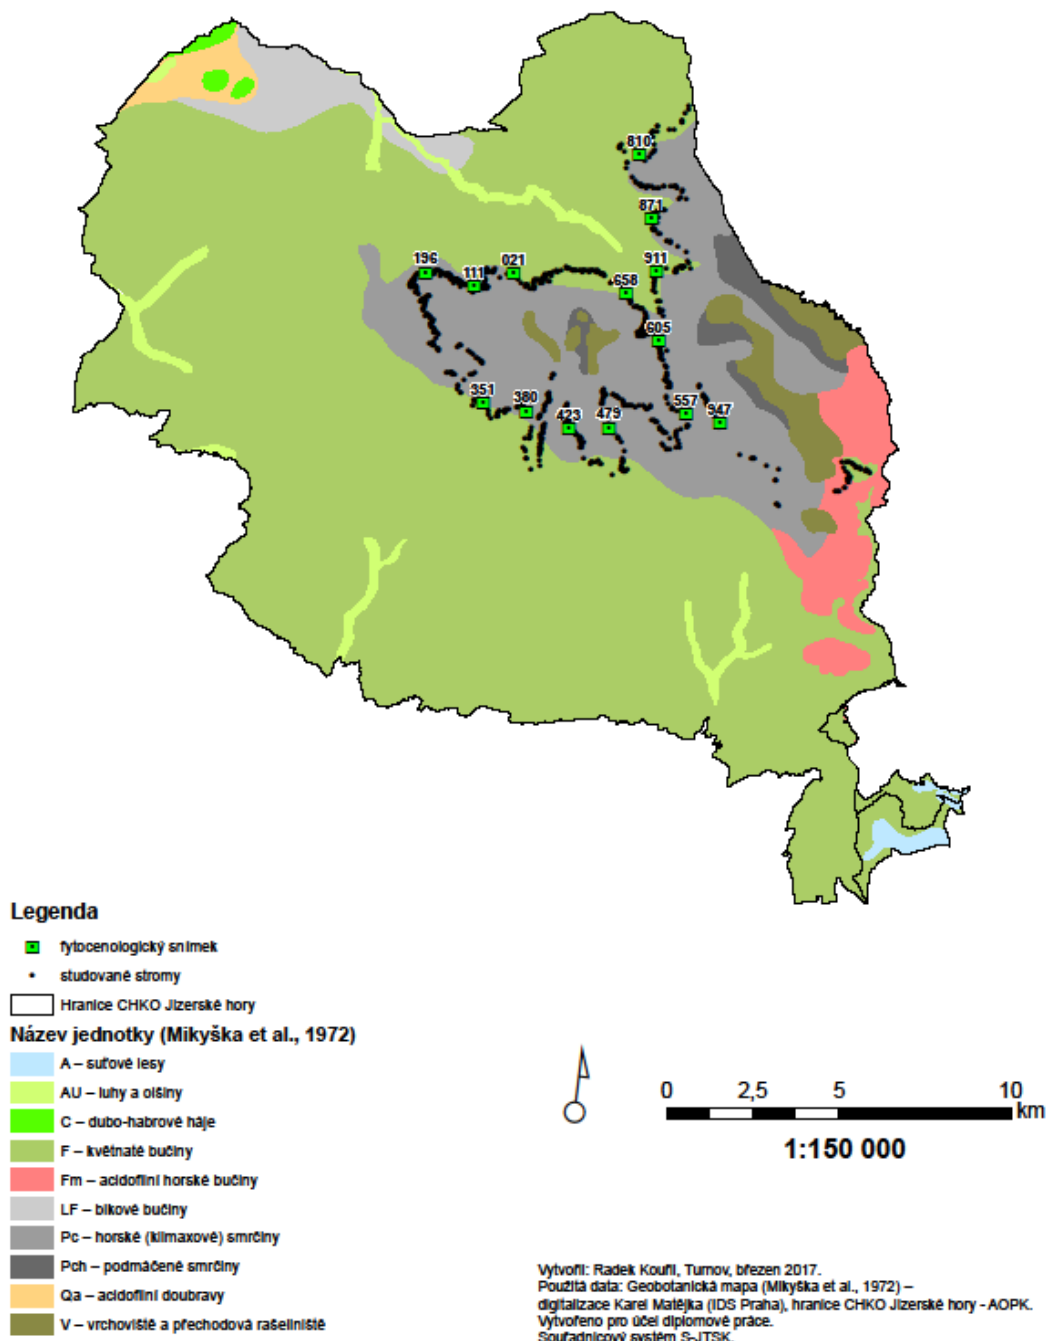 810
871
196
111
021
911
658
605
351
380
423
479
557
947
Legenda
fytocenologický snímek
studované stromy
Hranice CHKO Jizerské hory
Název jednotky (Mikyška et al., 1972)
A – suťové lesy
AU – luhy a olšiny
C – dubo-habrové háje
F – květnaté bučiny
Fm – acidofilní horské bučiny
LF – bikové bučiny
Pc – horské (klimaxové) smrčiny
Pch – podmáčené smrčiny
Qa – acidofilní doubravy
V – vrchoviště a přechodová rašeliniště
0 2,5 5 10
km
1:150 000
Vytvořil: Radek Kouřil, Turnov, březen 2017.
Použitá data: Geobotanická mapa (Mikyška et al., 1972) –
digitalizace Karel Matějka (IDS Praha), hranice CHKO Jizerské hory - AOPK.
Vytvořeno pro účel diplomové práce.
Souřadnicový systém S-JTSK.